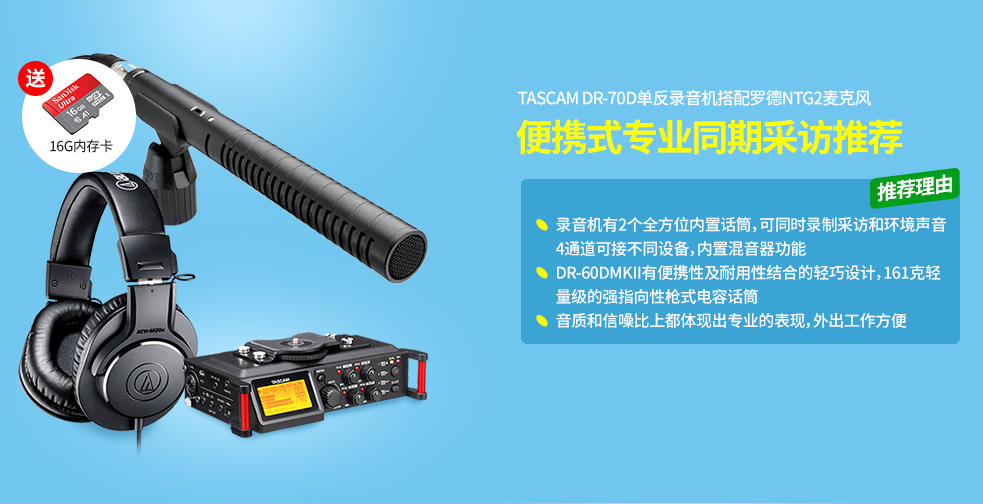 送
SanDisk
Ultra
16GB
A1
16G内存卡
TASCAM DR-70D单反录音机搭配罗德NTG2麦克风
便携式专业同期采访推荐
推荐理由
录音机有2个全方位内置话筒，可同时录制采访和环境声音
4通道可接不同设备，内置混音器功能
DR-60DMKII有便携性及耐用性结合的轻巧设计，161克轻
量级的强指向性枪式电容话筒
音质和信噪比上都体现出专业的表现，外出工作方便
ATH-M20x
TASCAM